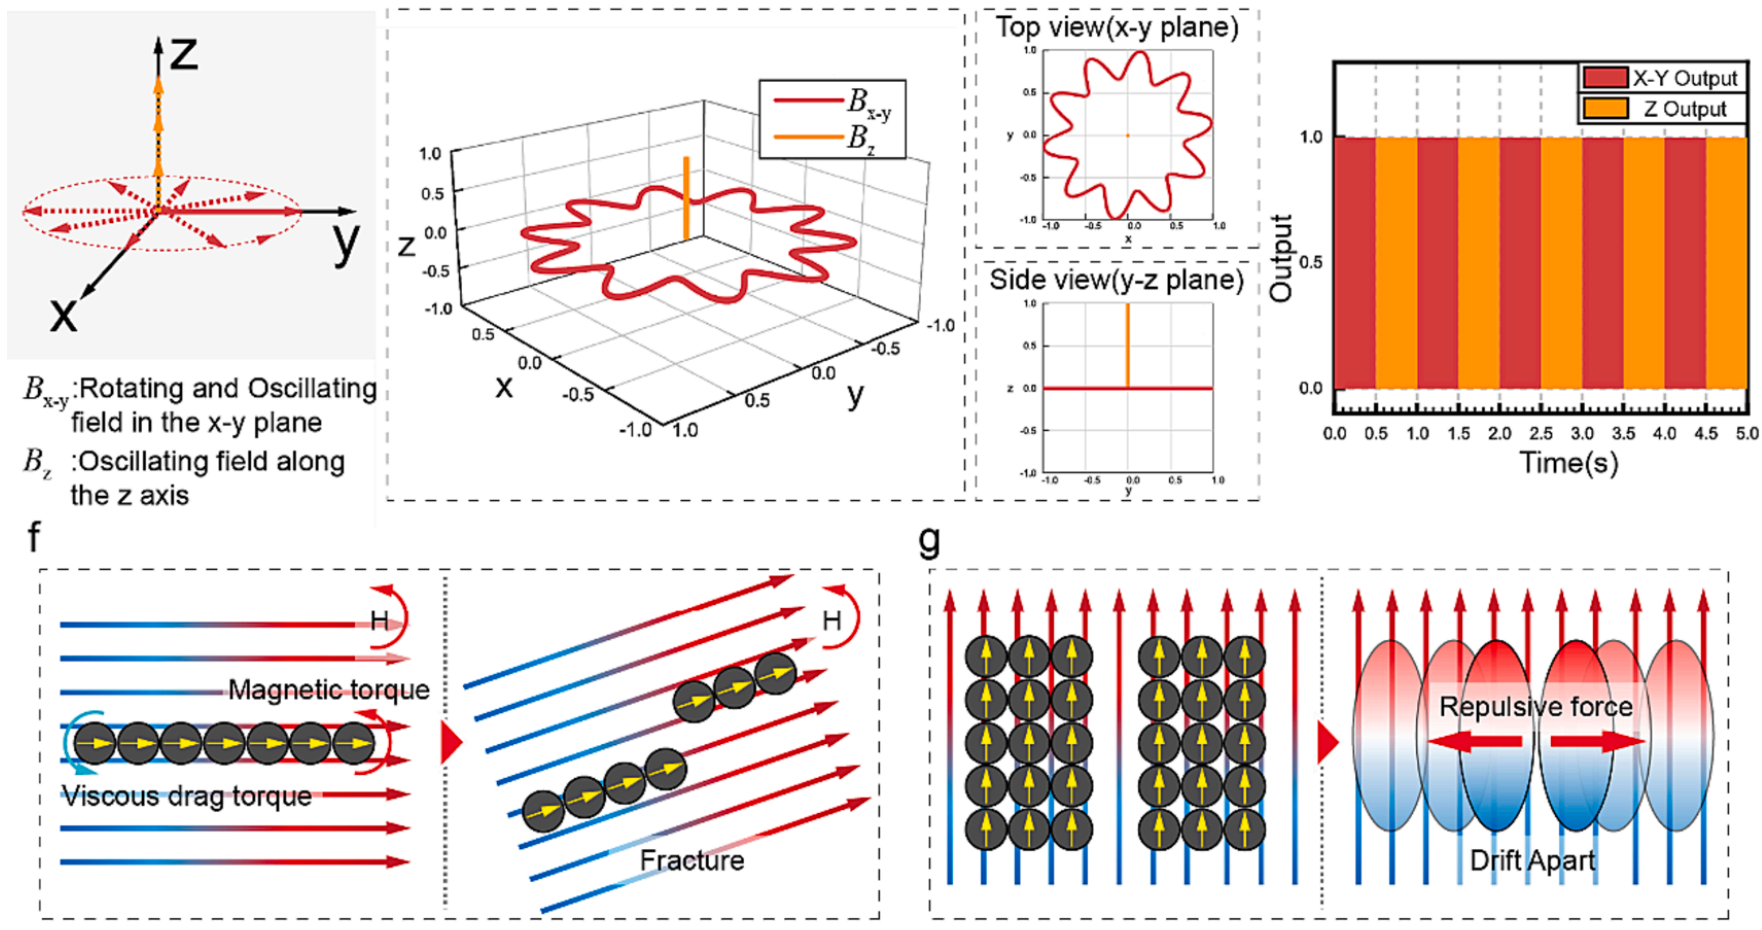 z
y
x
B x-y :Rotating and Oscillating
field in the x-y plane
B z :Oscillating field along
the z axis
B x-y
B z
1.0
0.5
0.0
-0.5
-1.0
z
0.5
0.0
-0.5
-1.0
x
1.0
0.5
0.0
-0.5
-1.0
y
Top view(x-y plane)
1.0
0.5
0.0
-0.5
-1.0
y
-1.0 -0.5 0.0 0.5 1.0
x
Side view(y-z plane)
1.0
0.5
0.0
-0.5
-1.0
z
-1.0 -0.5 0.0 0.5 1.0
y
X-Y Output
Z Output
1.0
0.5
0.0
Output
0.0 0.5 1.0 1.5 2.0 2.5 3.0 3.5 4.0 4.5 5.0
Time(s)
f
H
Magnetic torque
Viscous drag torque
H
Fracture
g
Repulsive force
Drift Apart